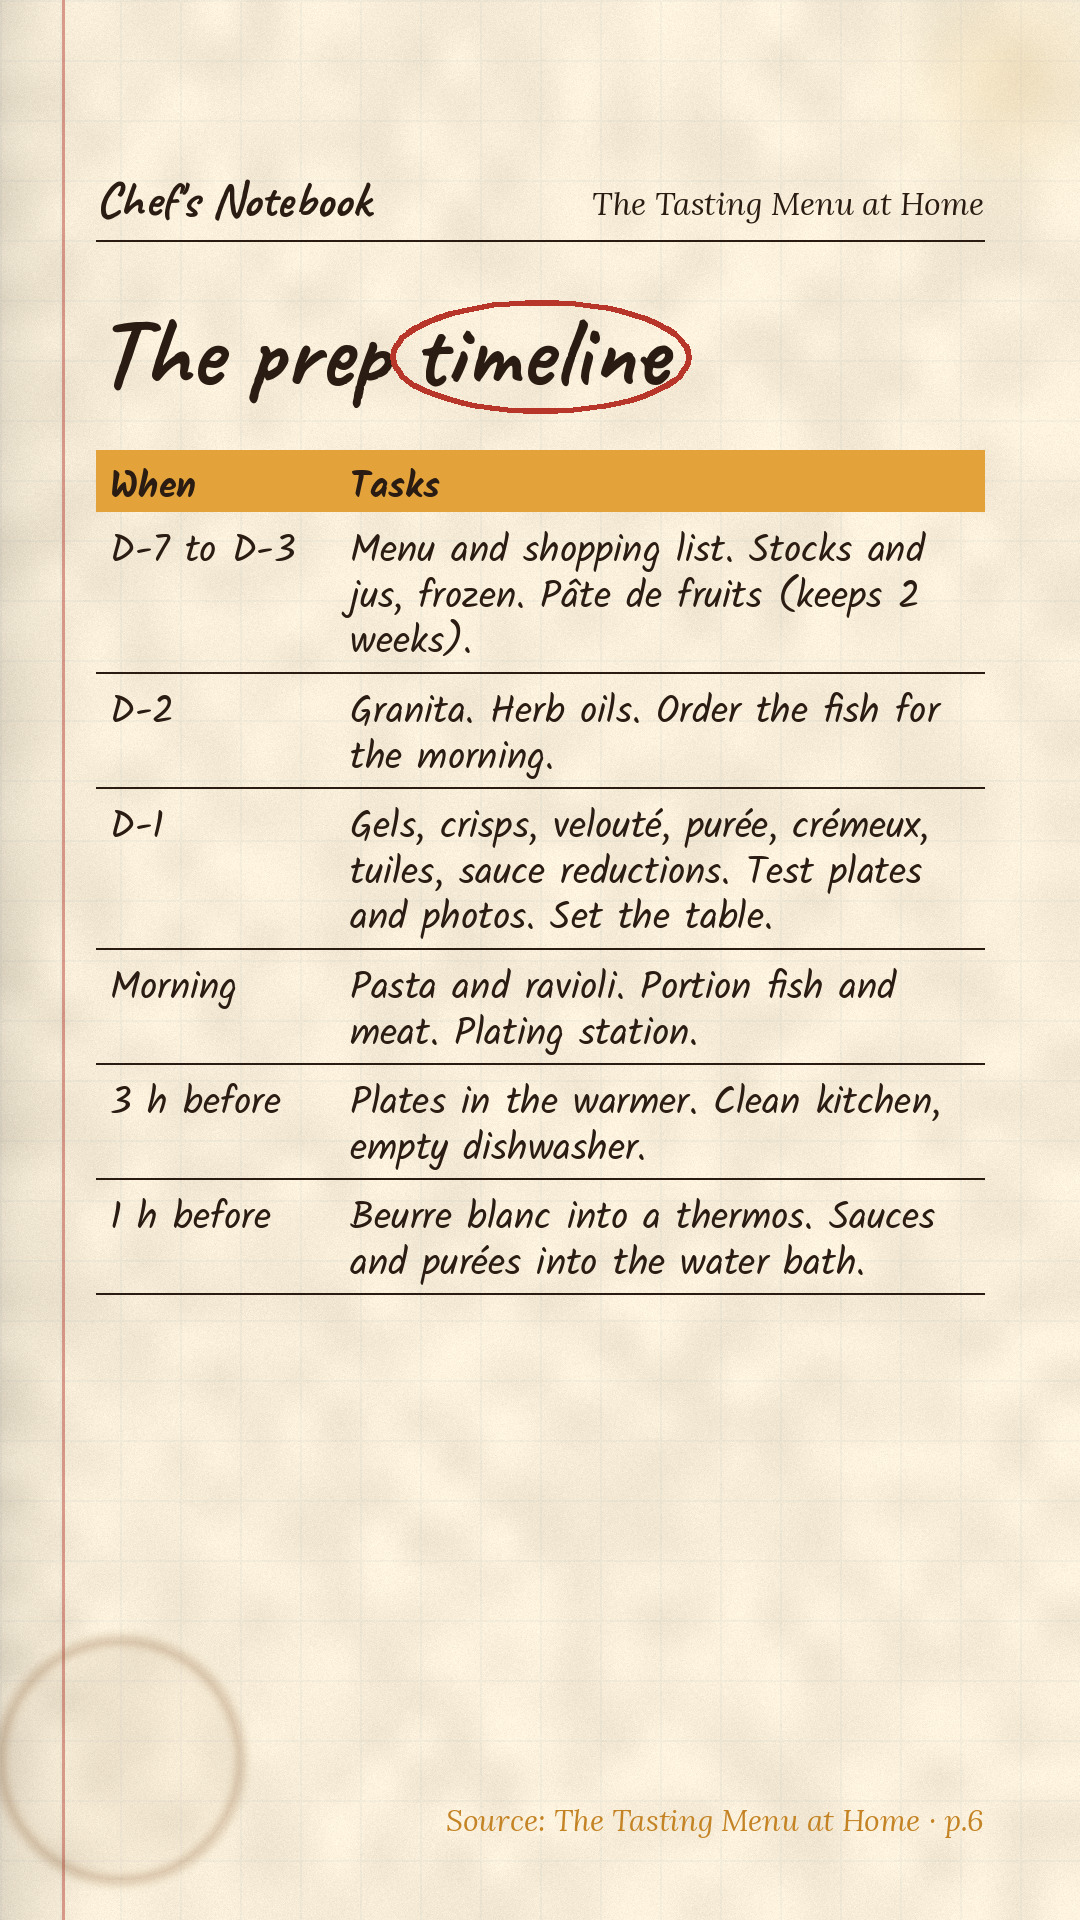 Chef's Notebook
The Tasting Menu at Home
The prep timeline
When Tasks
D-7 to D-3 Menu and shopping list. Stocks and
jus, frozen. Pâte de fruits (keeps 2
weeks).
D-2 Granita. Herb oils. Order the fish for
the morning.
D-1 Gels, crisps, velouté, purée, crémeux,
tuiles, sauce reductions. Test plates
and photos. Set the table.
Morning Pasta and ravioli. Portion fish and
meat. Plating station.
3 h before Plates in the warmer. Clean kitchen,
empty dishwasher.
1 h before Beurre blanc into a thermos. Sauces
and purées into the water bath.
Source: The Tasting Menu at Home · p.6